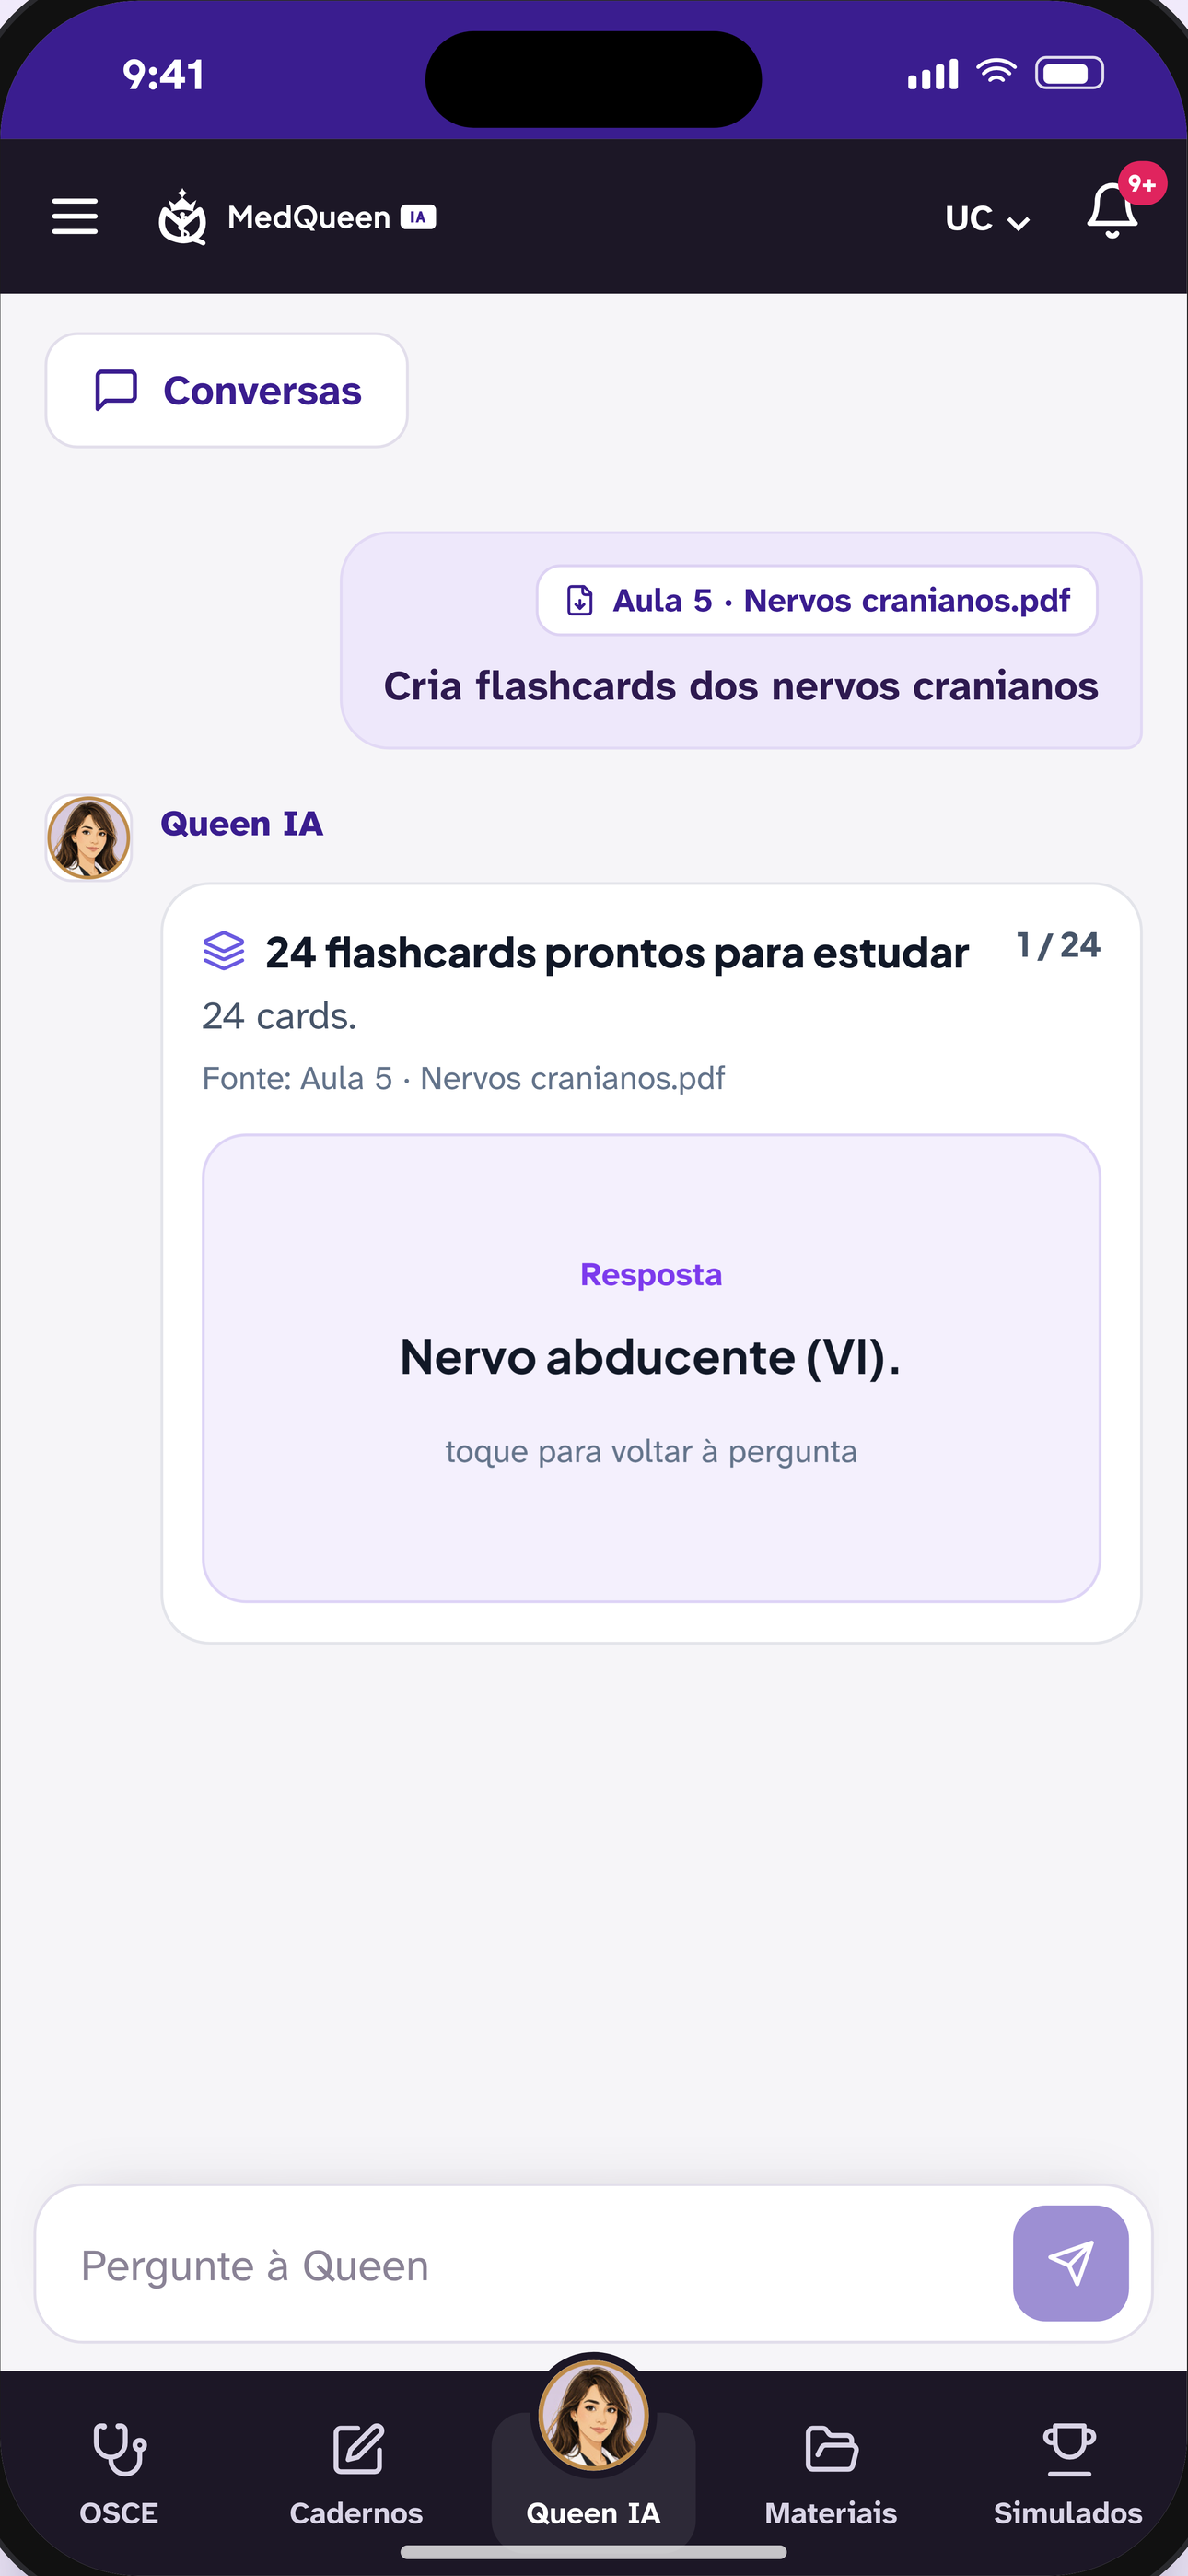 9:41
MedQueen IA
UC
9+
Conversas
Aula 5 · Nervos cranianos.pdf
Cria flashcards dos nervos cranianos
Queen IA
24 flashcards prontos para estudar
1 / 24
24 cards.
Fonte: Aula 5 · Nervos cranianos.pdf
Resposta
Nervo abducente (VI).
toque para voltar à pergunta
Pergunte à Queen
OSCE
Cadernos
Queen IA
Materiais
Simulados